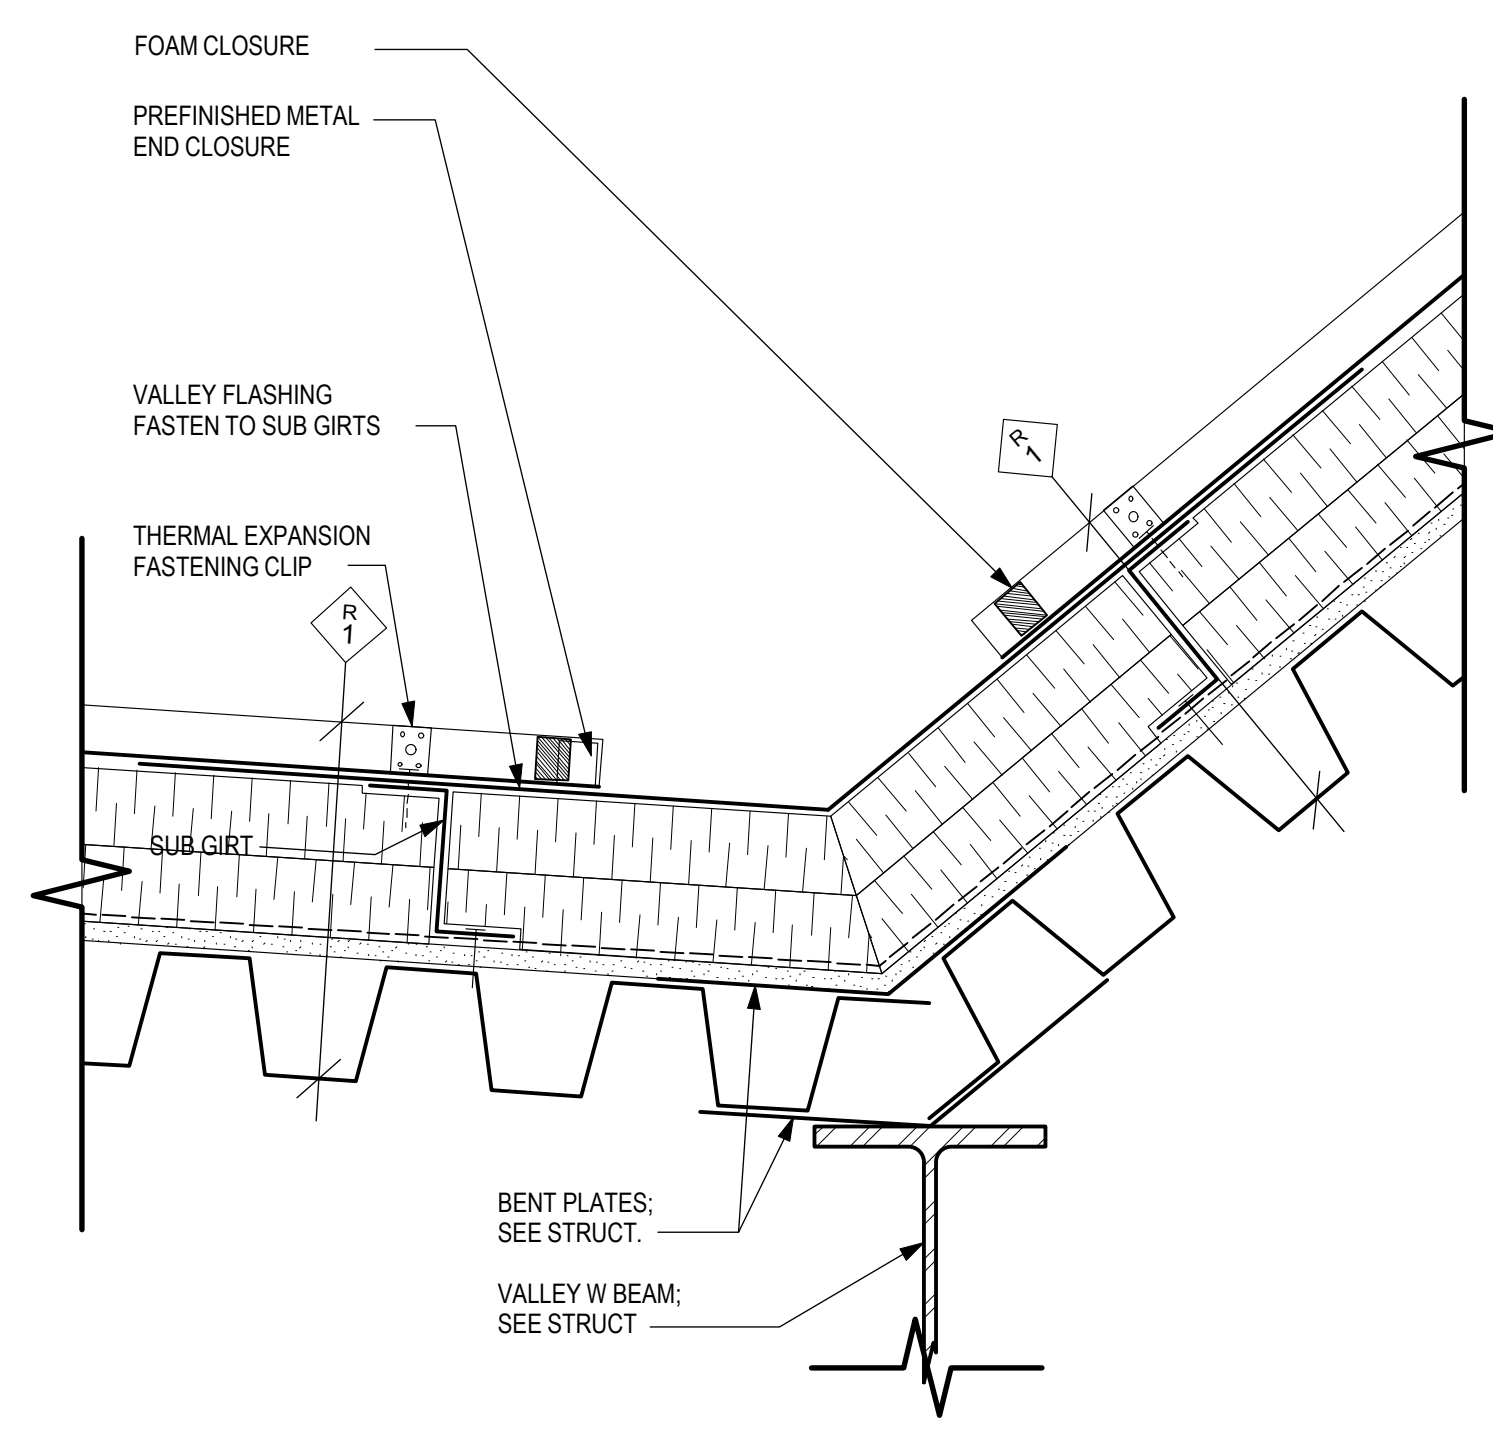 FOAM CLOSURE
PREFINISHED METAL
END CLOSURE
VALLEY FLASHING
FASTEN TO SUB GIRTS
R
1
THERMAL EXPANSION
FASTENING CLIP
R
1
SUB GIRT
BENT PLATES;
SEE STRUCT.
VALLEY W BEAM;
SEE STRUCT